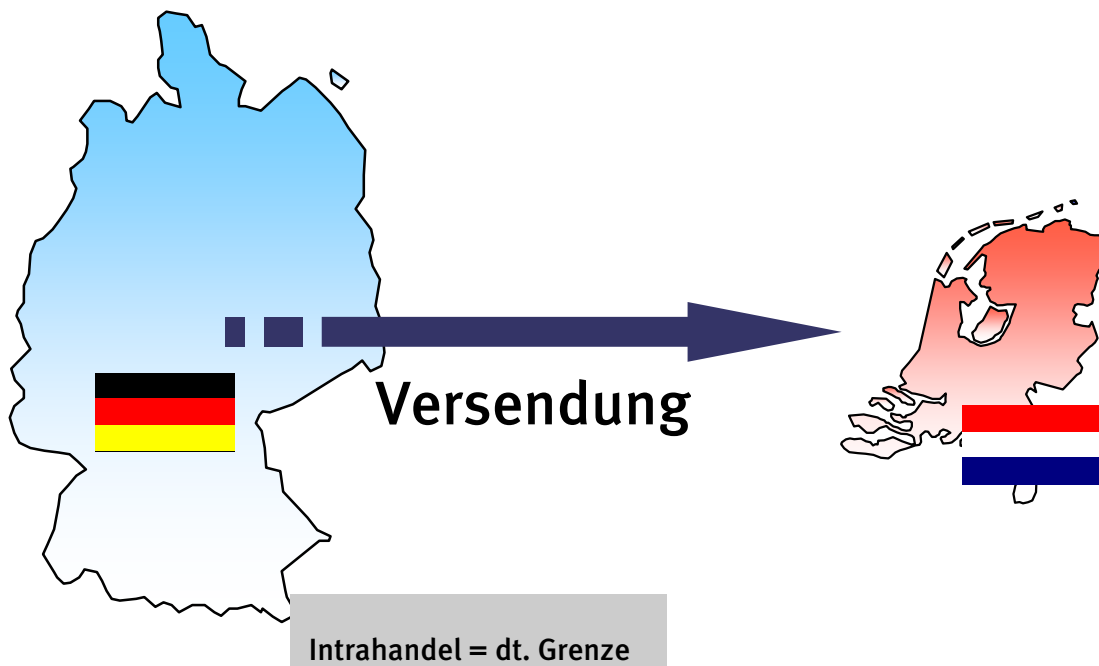 Versendung
Intrahandel = dt. Grenze